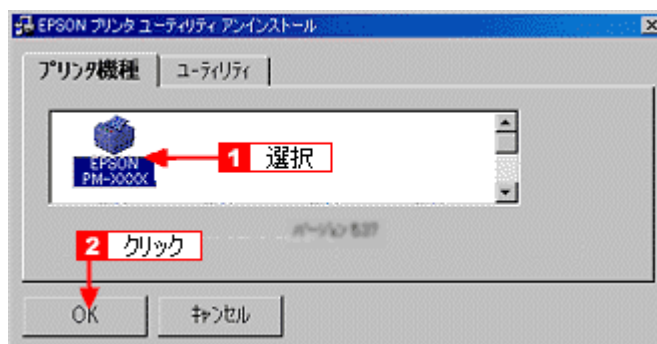 EPSON プリンタ ユーティリティ アンインストール
プリンタ機種
ユーティリティ
EPSON
PM-XXXX
1 選択
2 クリック
OK
キャンセル